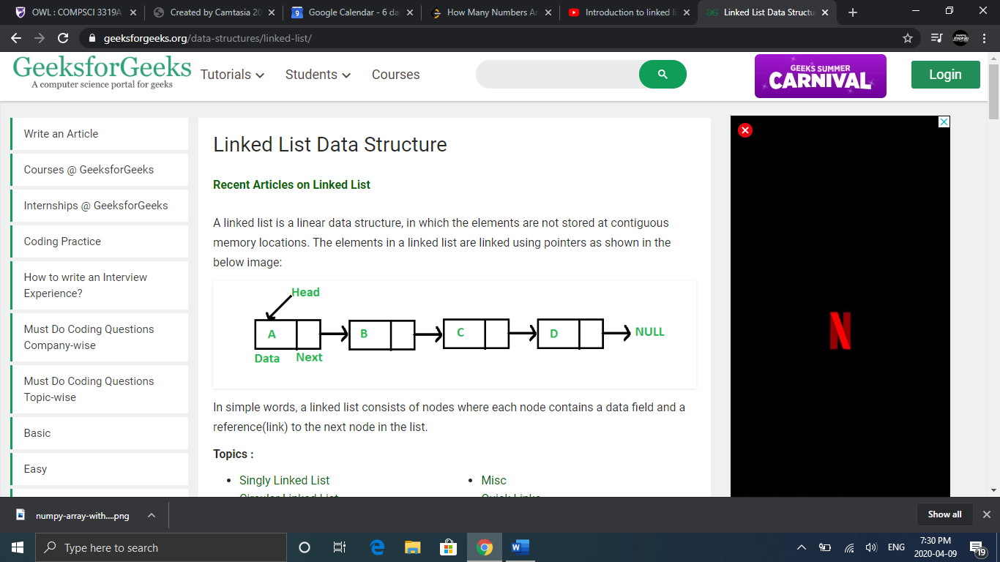 OWL : COMPSCI 3319A
Created by Camtasia 20
Google Calendar - 6 da
How Many Numbers Ar
Introduction to linked li
Linked List Data Structu
geeksforgeeks.org/data-structures/linked-list/
GeeksforGeeks
A computer science portal for geeks
Tutorials
Students
Courses
GEEKS SUMMER
CARNIVAL
Login
Write an Article
Courses @ GeeksforGeeks
Internships @ GeeksforGeeks
Coding Practice
How to write an Interview
Experience?
Must Do Coding Questions
Company-wise
Must Do Coding Questions
Topic-wise
Basic
Easy
Linked List Data Structure
Recent Articles on Linked List
A linked list is a linear data structure, in which the elements are not stored at contiguous
memory locations. The elements in a linked list are linked using pointers as shown in the
below image:
Head
A B C D NULL
Data Next
In simple words, a linked list consists of nodes where each node contains a data field and a
reference(link) to the next node in the list.
Topics :
Singly Linked List
Misc
Circular Linked List
Quick Links
N
numpy-array-with....png
Show all
Type here to search
ENG
7:30 PM
2020-04-09
19